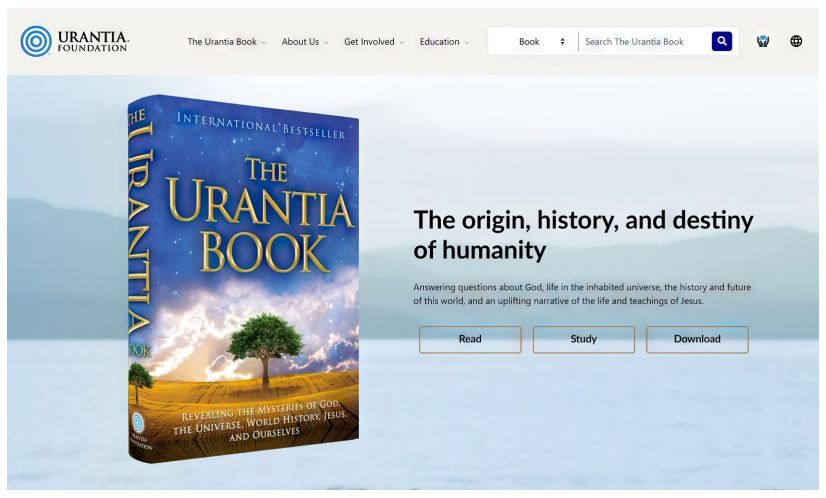 URANTIA®
FOUNDATION
The Urantia Book
About Us
Get Involved
Education
Book
Search The Urantia Book
THE URANTIA BOOK
URANTIA
FOUNDATION
INTERNATIONAL BESTSELLER
THE
URANTIA
BOOK
REVEALING THE MYSTERIES OF GOD,
THE UNIVERSE, WORLD HISTORY, JESUS,
AND OURSELVES
The origin, history, and destiny
of humanity
Answering questions about God, life in the inhabited universe, the history and future
of this world, and an uplifting narrative of the life and teachings of Jesus.
Read
Study
Download